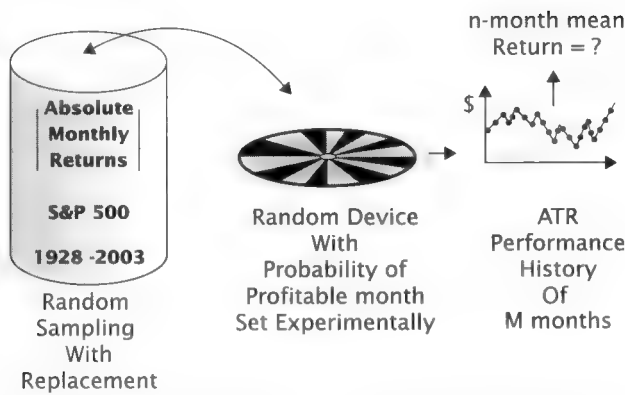 Absolute
Monthly
Returns
S&P 500
1928 -2003
Random
Sampling
With
Replacement
Random Device
With
Probability of
Profitable month
Set Experimentally
n-month mean
Return = ?
$
ATR
Performance
History
Of
M months